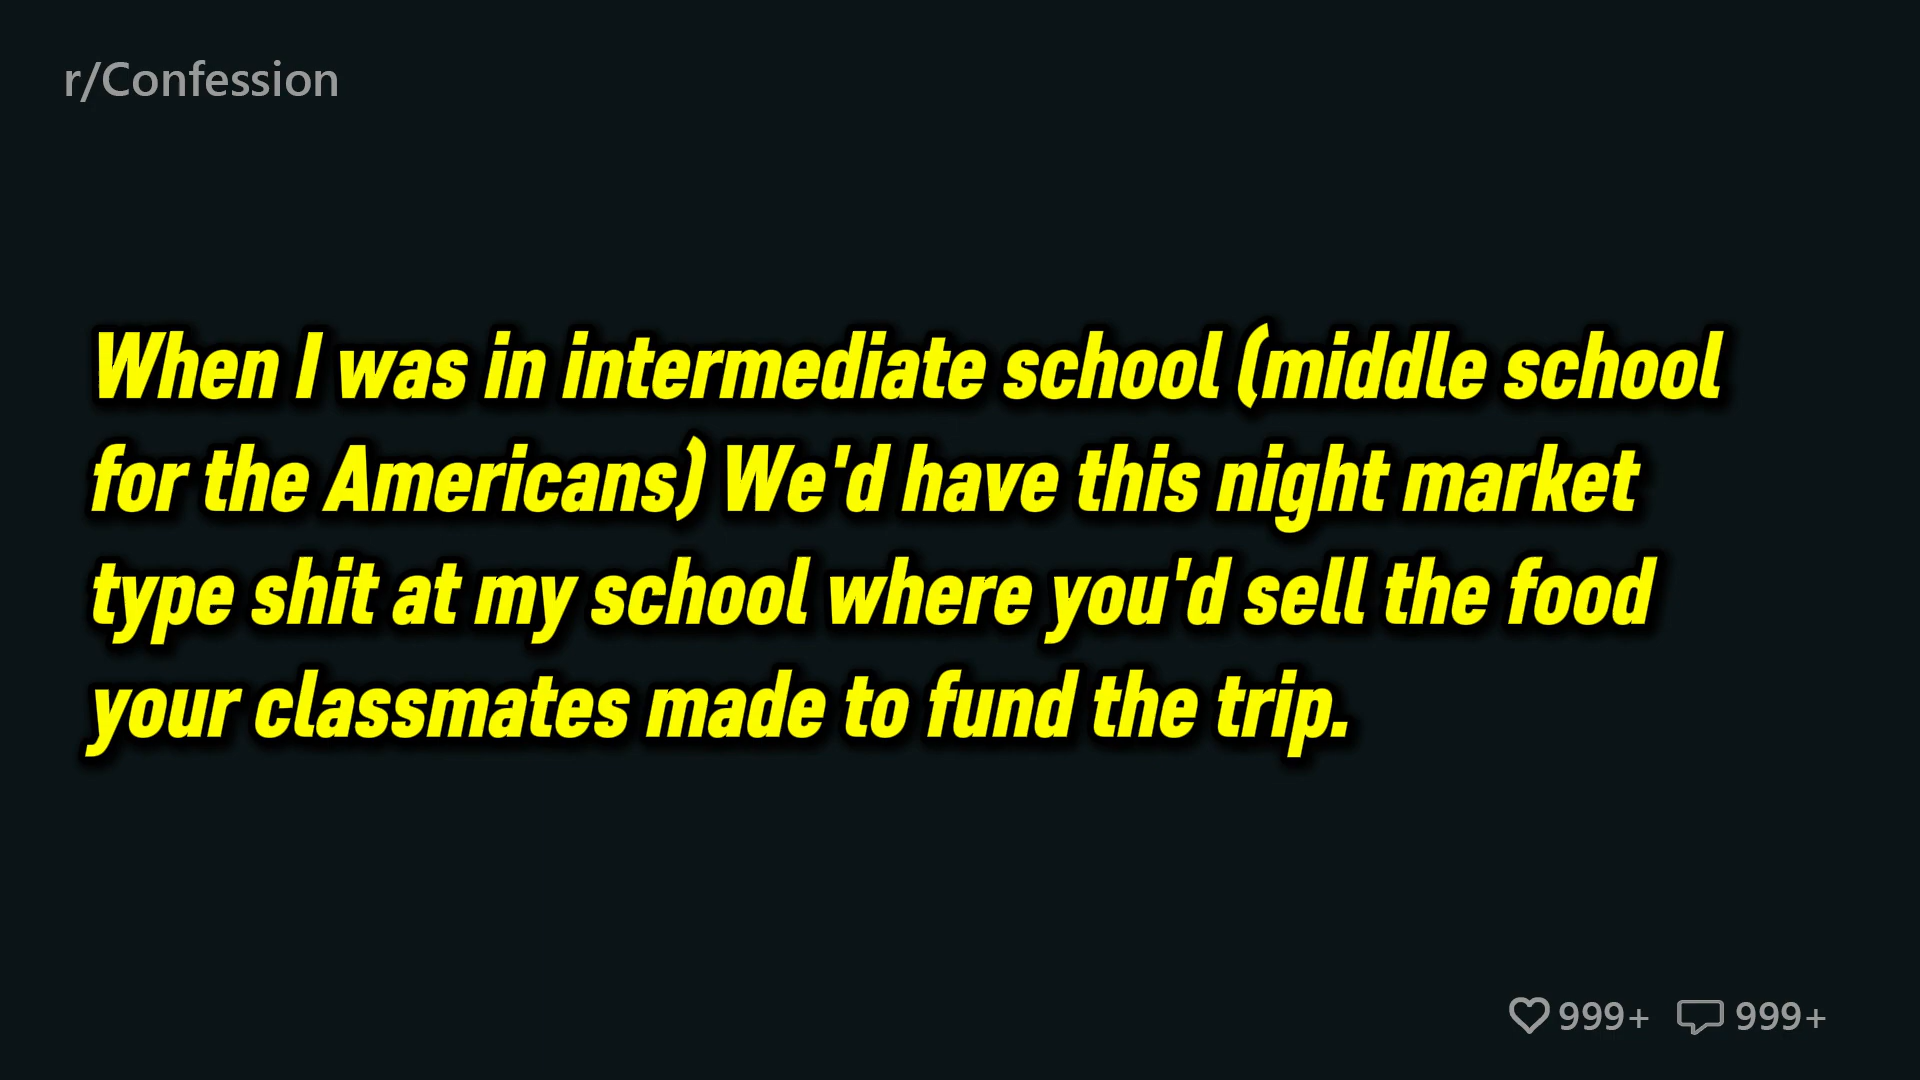 r/Confession
When I was in intermediate school (middle school
for the Americans) We'd have this night market
type shit at my school where you'd sell the food
your classmates made to fund the trip.
999+ 999+